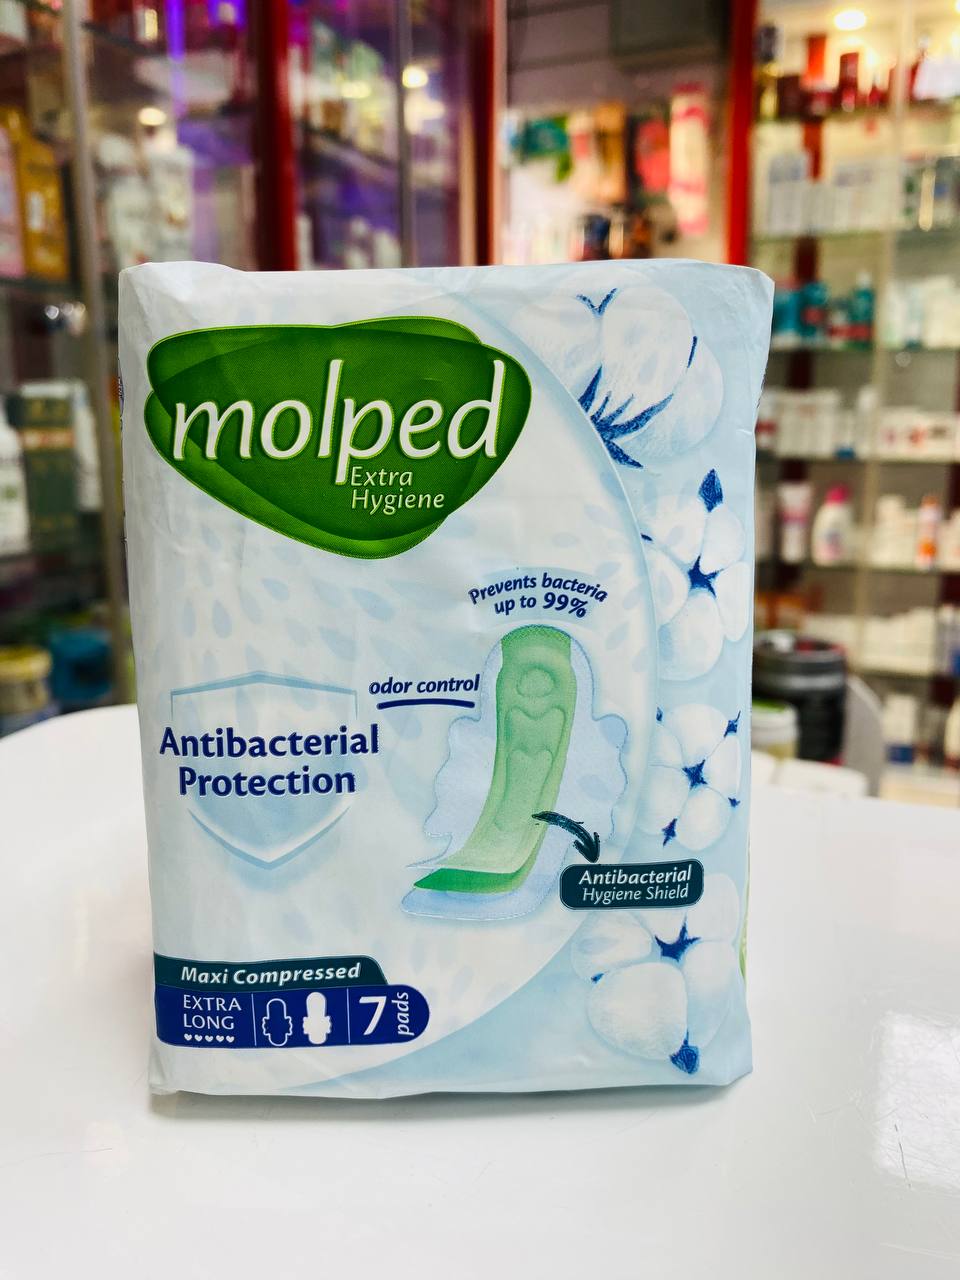 molped
Extra
Hygiene
Prevents bacteria
up to 99%
odor control
Antibacterial
Protection
Antibacterial
Hygiene Shield
Maxi Compressed
EXTRA
LONG
7 pads